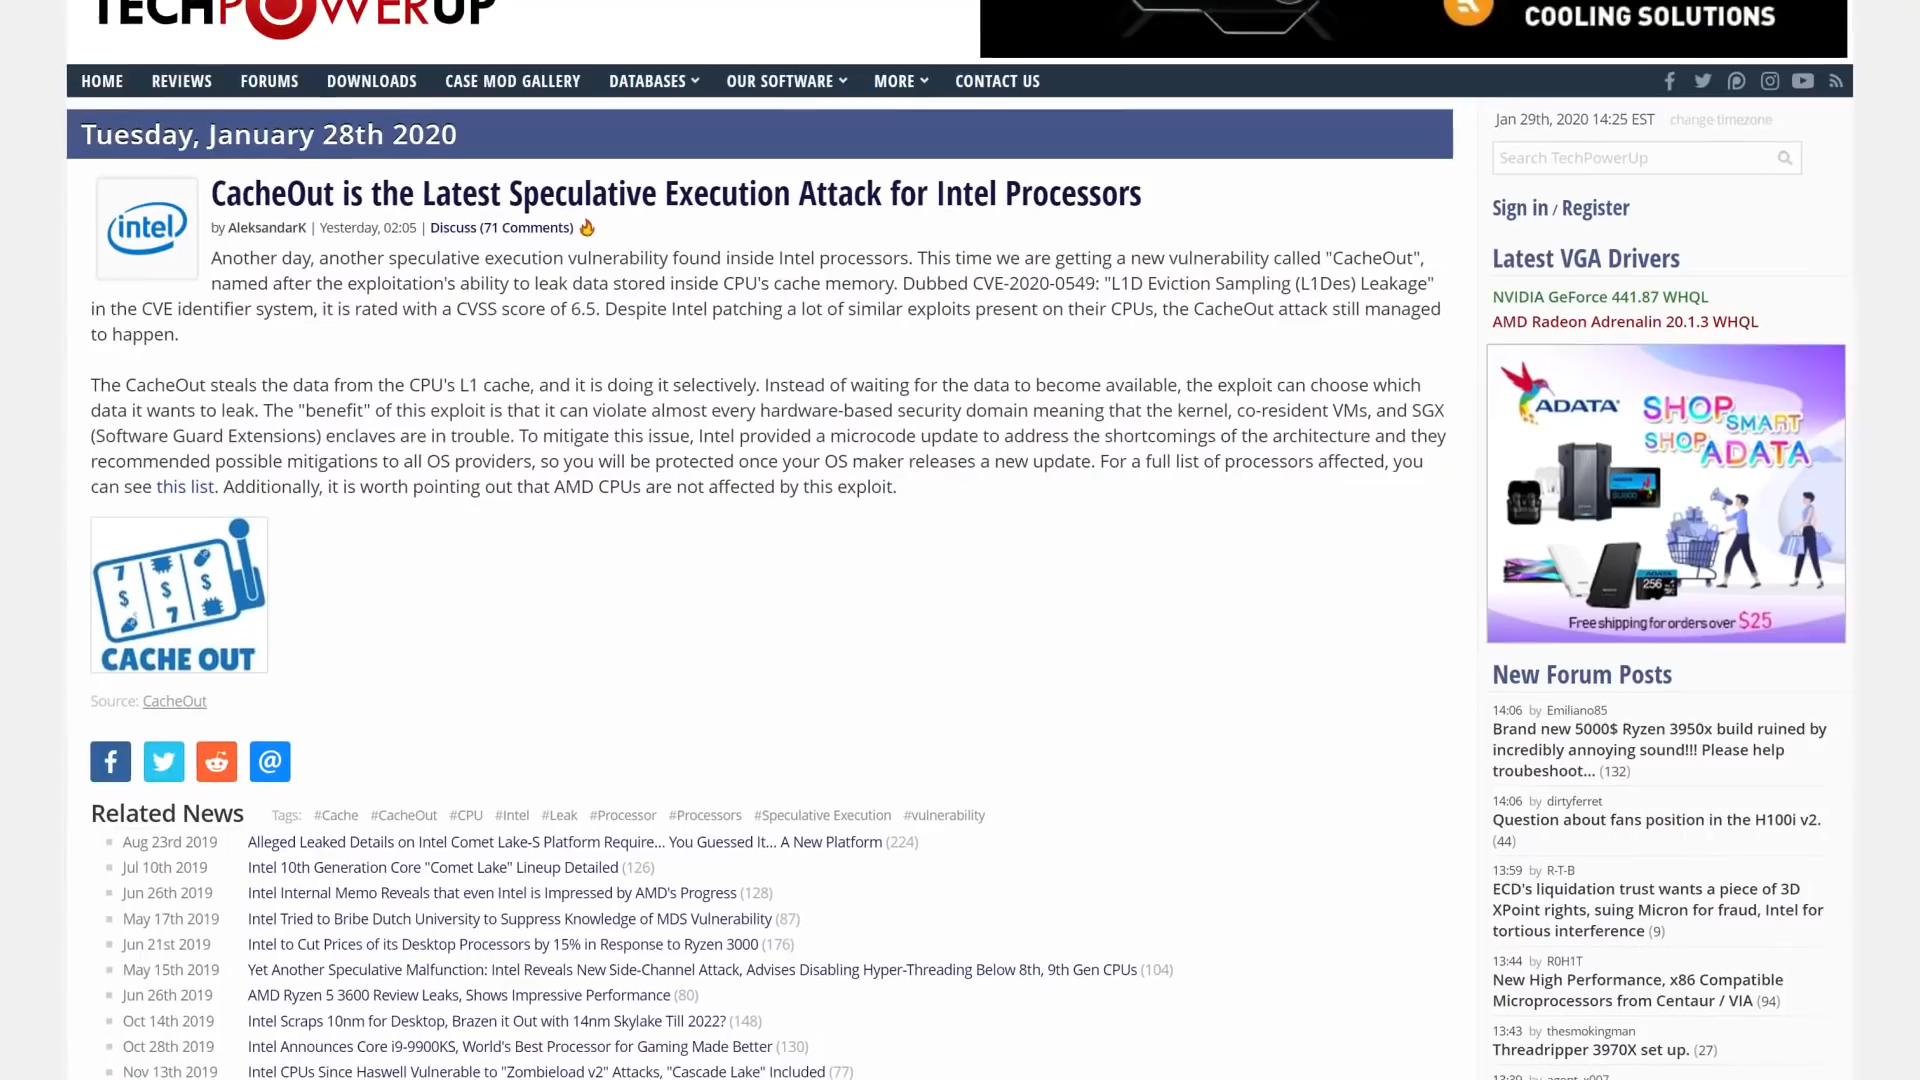 TECHPOWERUP
COOLING SOLUTIONS
HOME REVIEWS FORUMS DOWNLOADS CASE MOD GALLERY DATABASES OUR SOFTWARE MORE CONTACT US
Tuesday, January 28th 2020
intel
CacheOut is the Latest Speculative Execution Attack for Intel Processors
by AleksandarK | Yesterday, 02:05 | Discuss (71 Comments)
Another day, another speculative execution vulnerability found inside Intel processors. This time we are getting a new vulnerability called "CacheOut",
named after the exploitation's ability to leak data stored inside CPU's cache memory. Dubbed CVE-2020-0549: "L1D Eviction Sampling (L1Des) Leakage"
in the CVE identifier system, it is rated with a CVSS score of 6.5. Despite Intel patching a lot of similar exploits present on their CPUs, the CacheOut attack still managed
to happen.
The CacheOut steals the data from the CPU's L1 cache, and it is doing it selectively. Instead of waiting for the data to become available, the exploit can choose which
data it wants to leak. The "benefit" of this exploit is that it can violate almost every hardware-based security domain meaning that the kernel, co-resident VMs, and SGX
(Software Guard Extensions) enclaves are in trouble. To mitigate this issue, Intel provided a microcode update to address the shortcomings of the architecture and they
recommended possible mitigations to all OS providers, so you will be protected once your OS maker releases a new update. For a full list of processors affected, you
can see this list. Additionally, it is worth pointing out that AMD CPUs are not affected by this exploit.
7 $ $
$ $ 7
CACHE OUT
Source: CacheOut
Related News Tags: #Cache #CacheOut #CPU #Intel #Leak #Processor #Processors #Speculative Execution #vulnerability
Aug 23rd 2019 Alleged Leaked Details on Intel Comet Lake-S Platform Require... You Guessed It... A New Platform (224)
Jul 10th 2019 Intel 10th Generation Core "Comet Lake" Lineup Detailed (126)
Jun 26th 2019 Intel Internal Memo Reveals that even Intel is Impressed by AMD's Progress (128)
May 17th 2019 Intel Tried to Bribe Dutch University to Suppress Knowledge of MDS Vulnerability (87)
Jun 21st 2019 Intel to Cut Prices of its Desktop Processors by 15% in Response to Ryzen 3000 (176)
May 15th 2019 Yet Another Speculative Malfunction: Intel Reveals New Side-Channel Attack, Advises Disabling Hyper-Threading Below 8th, 9th Gen CPUs (104)
Jun 26th 2019 AMD Ryzen 5 3600 Review Leaks, Shows Impressive Performance (80)
Oct 14th 2019 Intel Scraps 10nm for Desktop, Brazen it Out with 14nm Skylake Till 2022? (148)
Oct 28th 2019 Intel Announces Core i9-9900KS, World's Best Processor for Gaming Made Better (130)
Nov 13th 2019 Intel CPUs Since Haswell Vulnerable to "Zombieload v2" Attacks, "Cascade Lake" Included (77)
Jan 29th, 2020 14:25 EST change timezone
Search TechPowerUp
Sign in / Register
Latest VGA Drivers
NVIDIA GeForce 441.87 WHQL
AMD Radeon Adrenalin 20.1.3 WHQL
ADATA
SHOP SMART
SHOP ADATA
SU800
ADATA
256
Free shipping for orders over $25
New Forum Posts
14:06 by Emiliano85
Brand new 5000$ Ryzen 3950x build ruined by
incredibly annoying sound!!! Please help
troubeshoot... (132)
14:06 by dirtyferret
Question about fans position in the H100i v2.
(44)
13:59 by R-T-B
ECD's liquidation trust wants a piece of 3D
XPoint rights, suing Micron for fraud, Intel for
tortious interference (9)
13:44 by R0H1T
New High Performance, x86 Compatible
Microprocessors from Centaur / VIA (94)
13:43 by thesmokingman
Threadripper 3970X set up. (27)